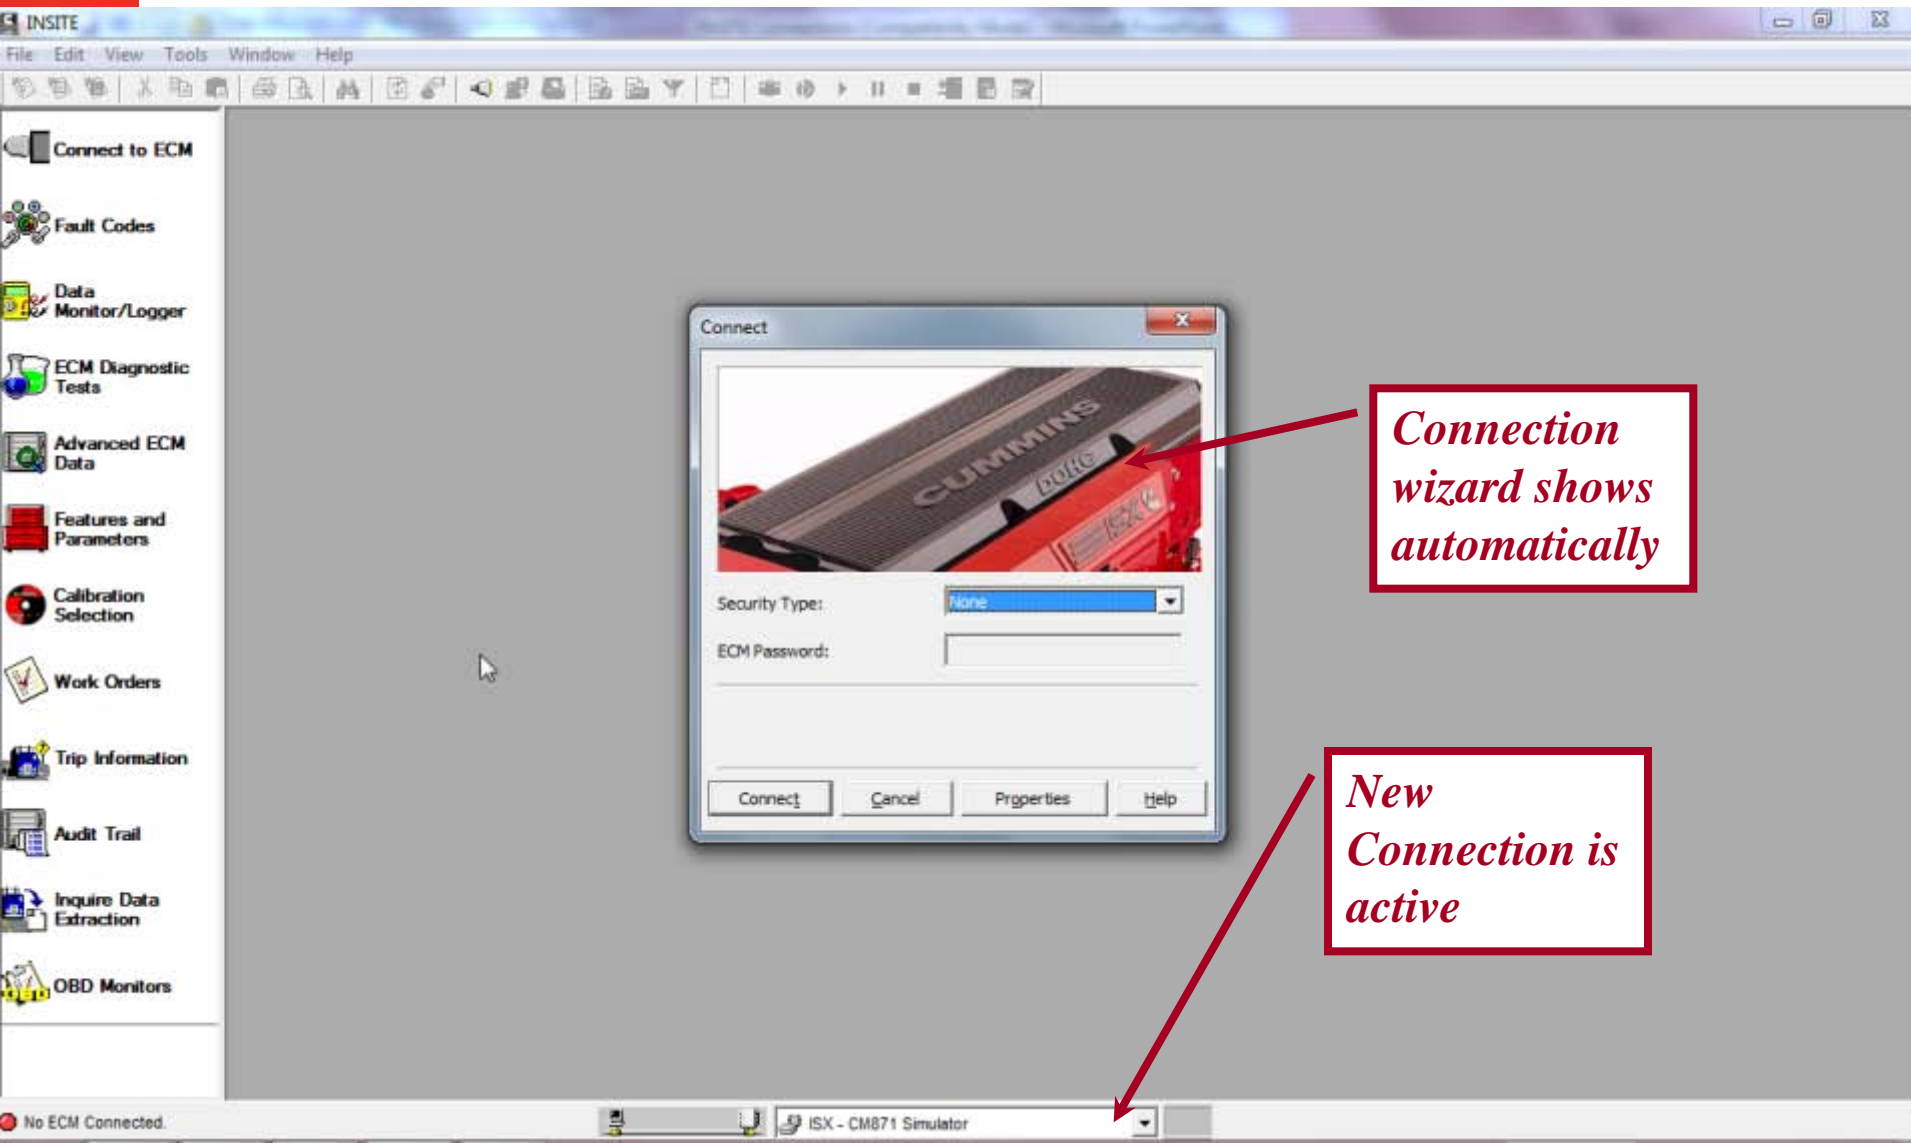 INSITE
File Edit View Tools Window Help
Connect to ECM
Fault Codes
Data
Monitor/Logger
ECM Diagnostic
Tests
Advanced ECM
Data
Features and
Parameters
Calibration
Selection
Work Orders
Trip Information
Audit Trail
Inquire Data
Extraction
OBD Monitors
Connect
CUMMINS
DOHC
Security Type:
None
ECM Password:
Connect Cancel Properties Help
Connection
wizard shows
automatically
New
Connection is
active
No ECM Connected.
ISX - CM871 Simulator